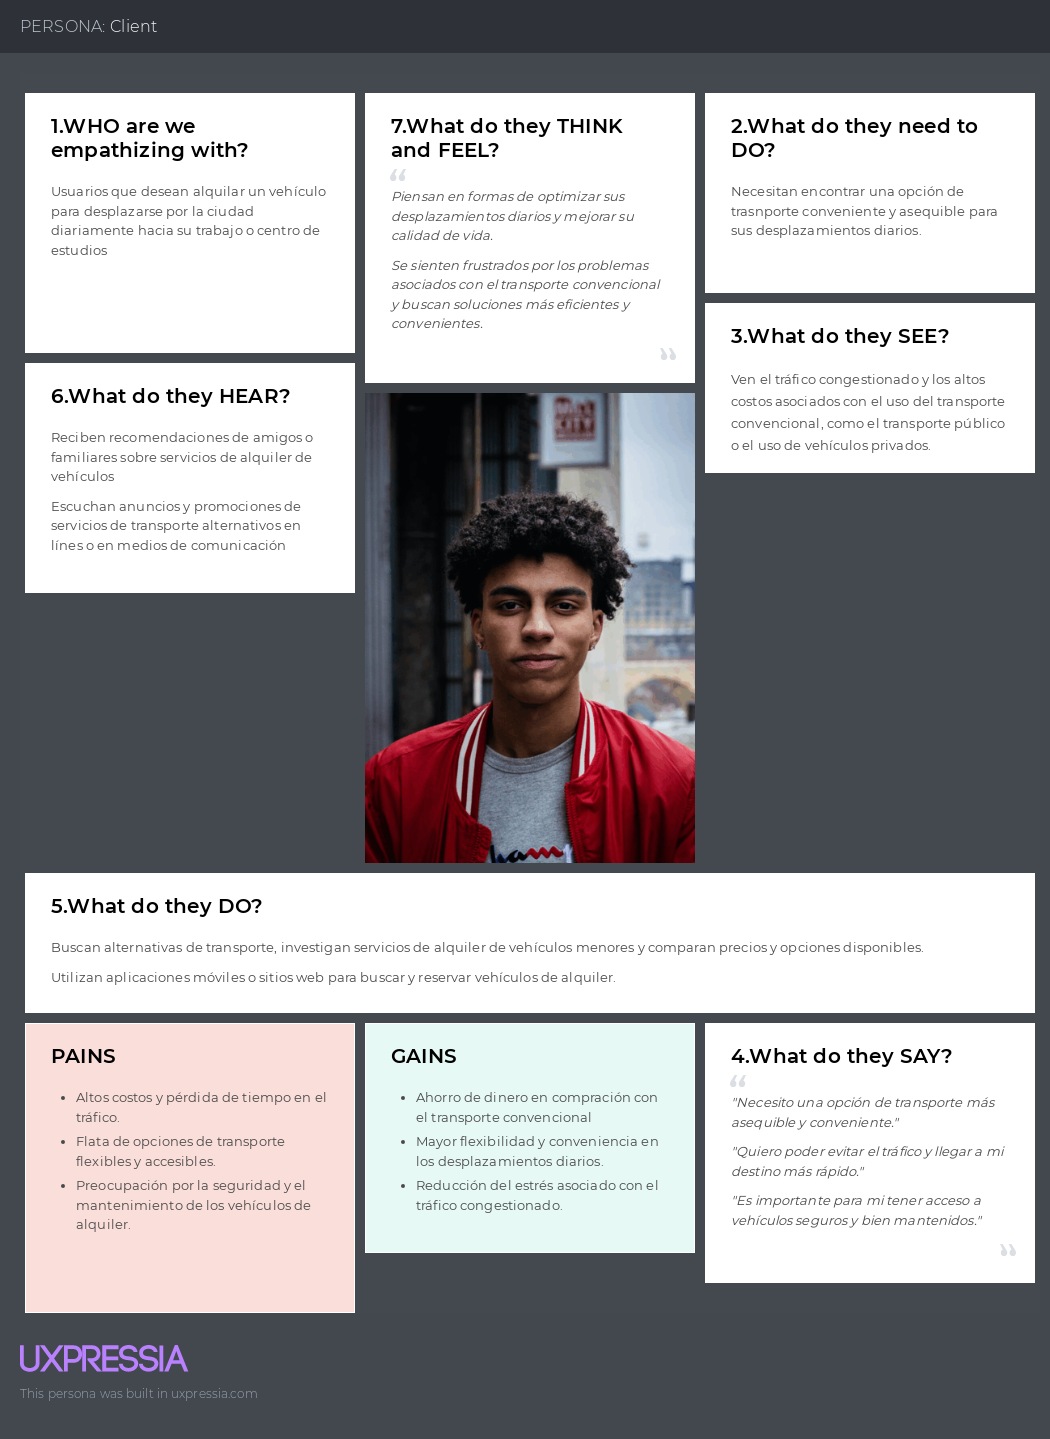 PERSONA: Client
1.WHO are we
empathizing with?
Usuarios que desean alquilar un vehículo
para desplazarse por la ciudad
diariamente hacia su trabajo o centro de
estudios
7.What do they THINK
and FEEL?
“
Piensan en formas de optimizar sus
desplazamientos diarios y mejorar su
calidad de vida.
Se sienten frustrados por los problemas
asociados con el transporte convencional
y buscan soluciones más eficientes y
convenientes.
”
2.What do they need to
DO?
Necesitan encontrar una opción de
trasnporte conveniente y asequible para
sus desplazamientos diarios.
3.What do they SEE?
Ven el tráfico congestionado y los altos
costos asociados con el uso del transporte
convencional, como el transporte público
o el uso de vehículos privados.
6.What do they HEAR?
Reciben recomendaciones de amigos o
familiares sobre servicios de alquiler de
vehículos
Escuchan anuncios y promociones de
servicios de transporte alternativos en
línes o en medios de comunicación
5.What do they DO?
Buscan alternativas de transporte, investigan servicios de alquiler de vehículos menores y comparan precios y opciones disponibles.
Utilizan aplicaciones móviles o sitios web para buscar y reservar vehículos de alquiler.
PAINS
• Altos costos y pérdida de tiempo en el
tráfico.
• Flata de opciones de transporte
flexibles y accesibles.
• Preocupación por la seguridad y el
mantenimiento de los vehículos de
alquiler.
GAINS
• Ahorro de dinero en compración con
el transporte convencional
• Mayor flexibilidad y conveniencia en
los desplazamientos diarios.
• Reducción del estrés asociado con el
tráfico congestionado.
4.What do they SAY?
“
"Necesito una opción de transporte más
asequible y conveniente."
"Quiero poder evitar el tráfico y llegar a mi
destino más rápido."
"Es importante para mi tener acceso a
vehículos seguros y bien mantenidos."
”
UXPRESSIA
This persona was built in uxpressia.com